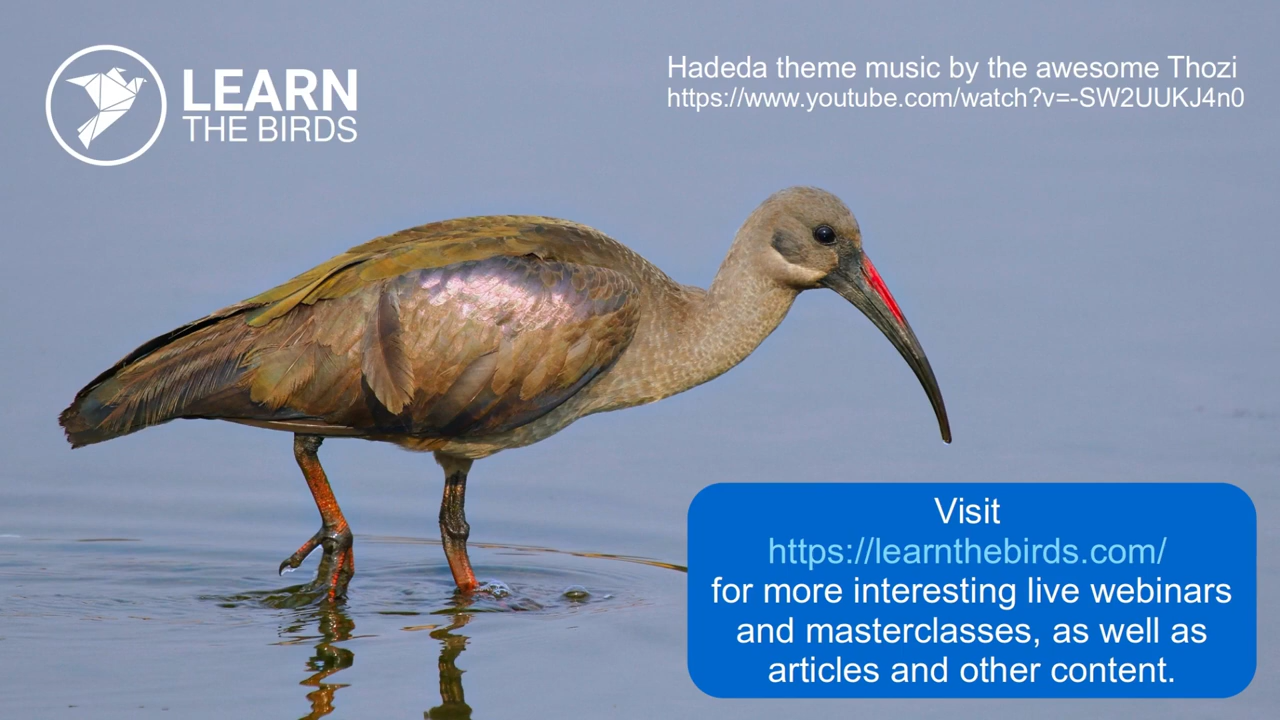 LEARN
THE BIRDS
Hadeda theme music by the awesome Thozi
https://www.youtube.com/watch?v=-SW2UUKJ4n0
Visit
https://learnthebirds.com/
for more interesting live webinars
and masterclasses, as well as
articles and other content.